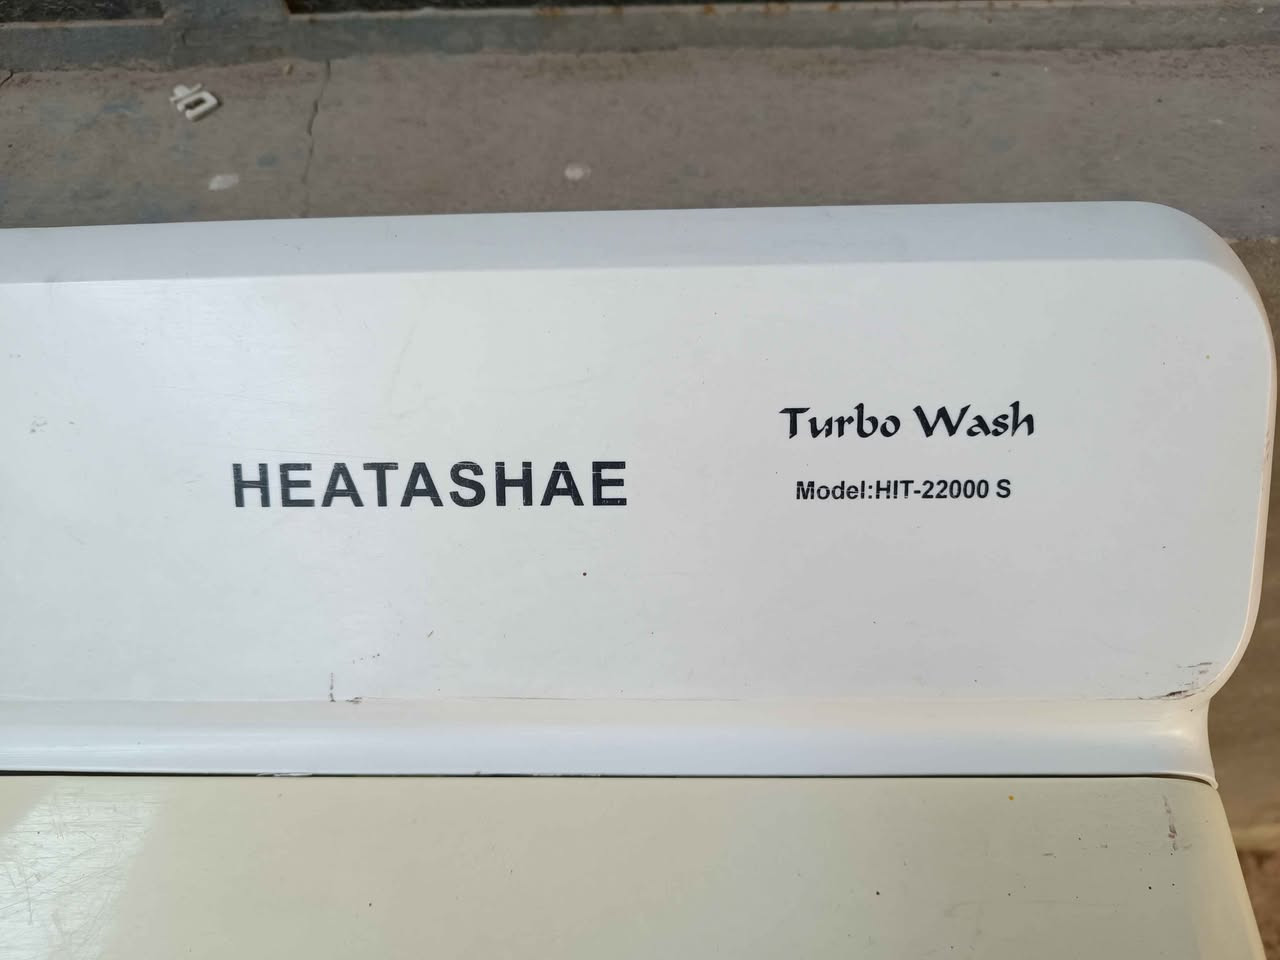 HEATASHAE
Turbo Wash
Model:HIT-22000 S